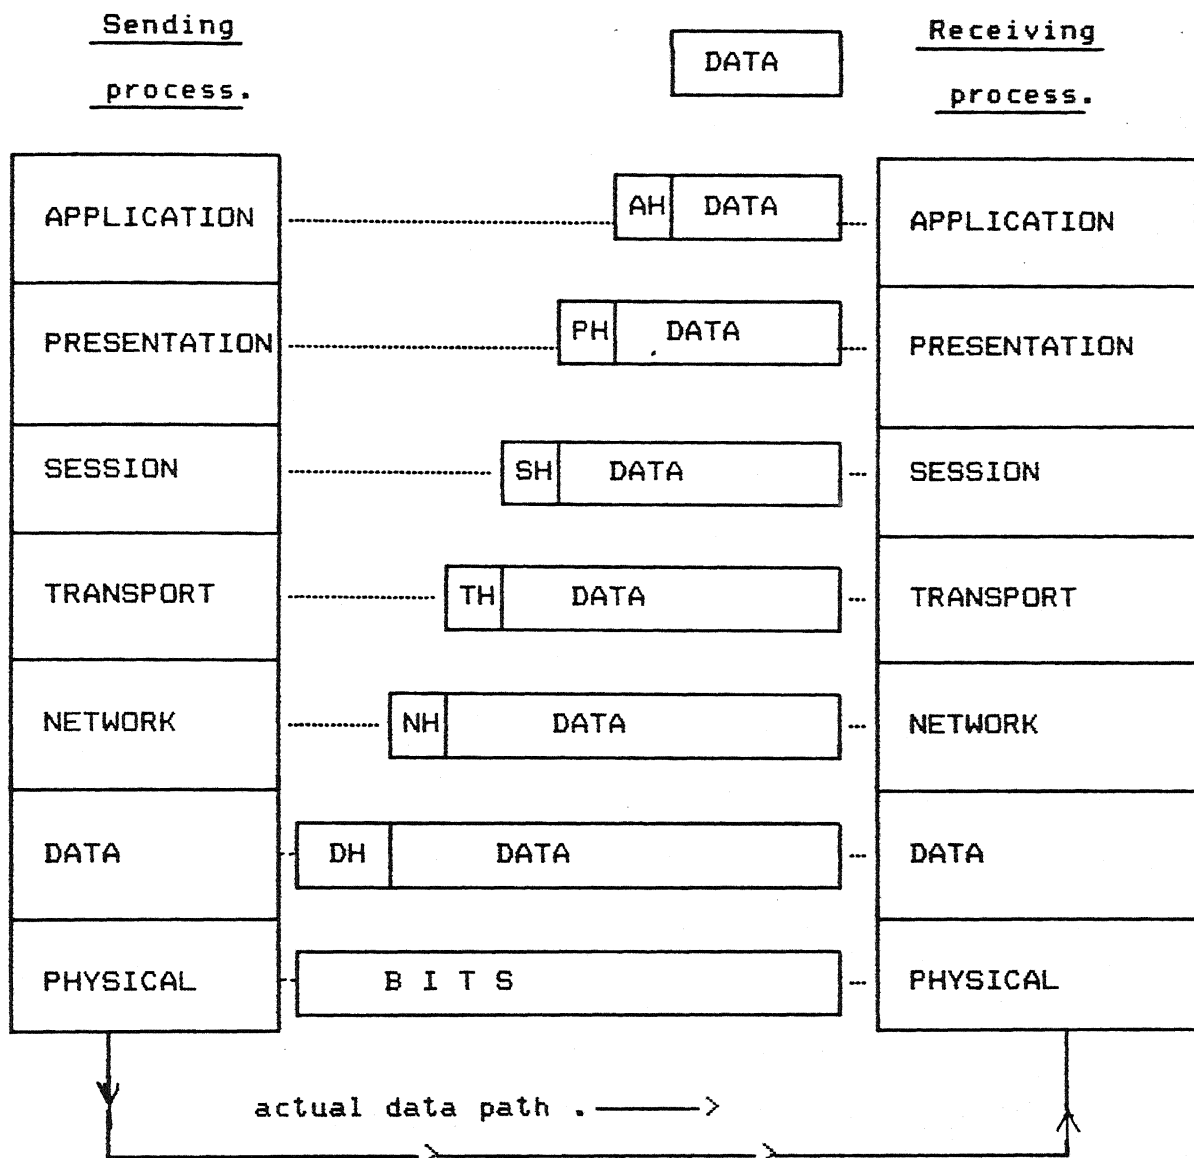 Sending
process.
DATA
Receiving
process.
APPLICATION
AH DATA
APPLICATION
PRESENTATION
PH DATA
PRESENTATION
SESSION
SH DATA
SESSION
TRANSPORT
TH DATA
TRANSPORT
NETWORK
NH DATA
NETWORK
DATA
DH DATA
DATA
PHYSICAL
B I T S
PHYSICAL
actual data path .